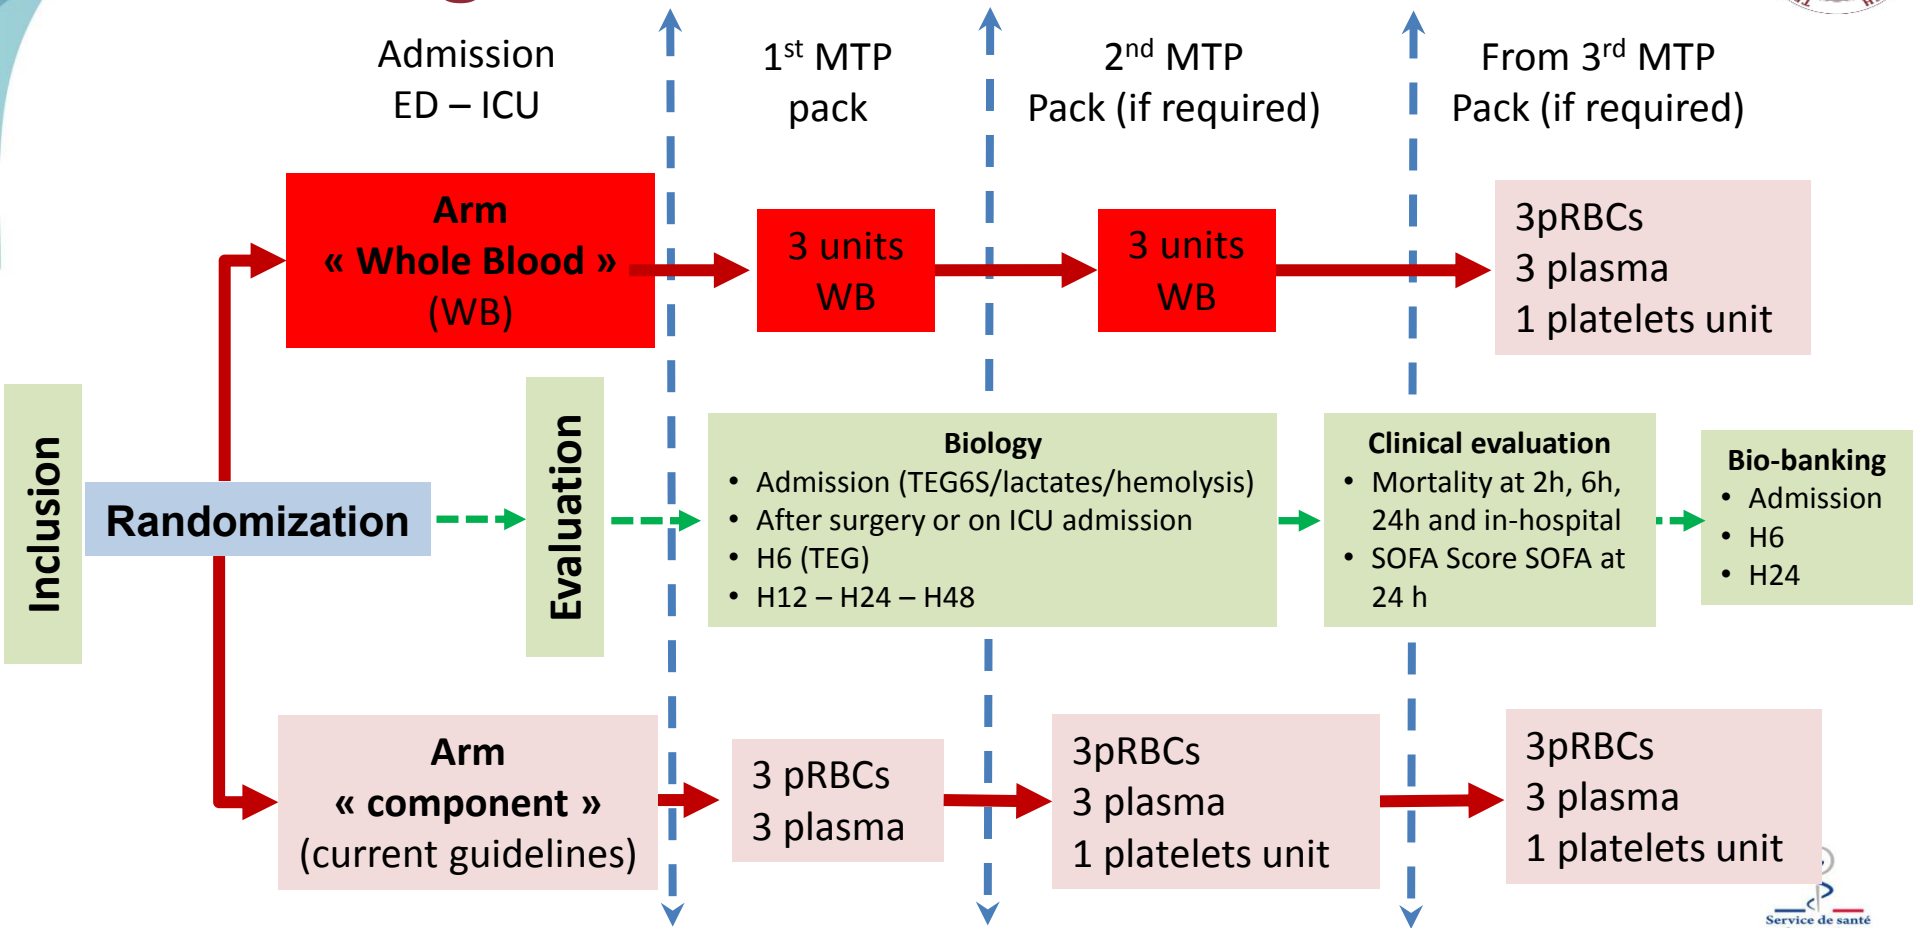 Admission
ED – ICU
1st MTP
pack
2nd MTP
Pack (if required)
From 3rd MTP
Pack (if required)
Arm
« Whole Blood »
(WB)
3 units
WB
3 units
WB
3pRBCs
3 plasma
1 platelets unit
Inclusion
Randomization
Evaluation
Biology
• Admission (TEG6S/lactates/hemolysis)
• After surgery or on ICU admission
• H6 (TEG)
• H12 – H24 – H48
Clinical evaluation
• Mortality at 2h, 6h,
24h and in-hospital
• SOFA Score SOFA at
24 h
Bio-banking
• Admission
• H6
• H24
Arm
« component »
(current guidelines)
3 pRBCs
3 plasma
3pRBCs
3 plasma
1 platelets unit
3pRBCs
3 plasma
1 platelets unit
Service de santé